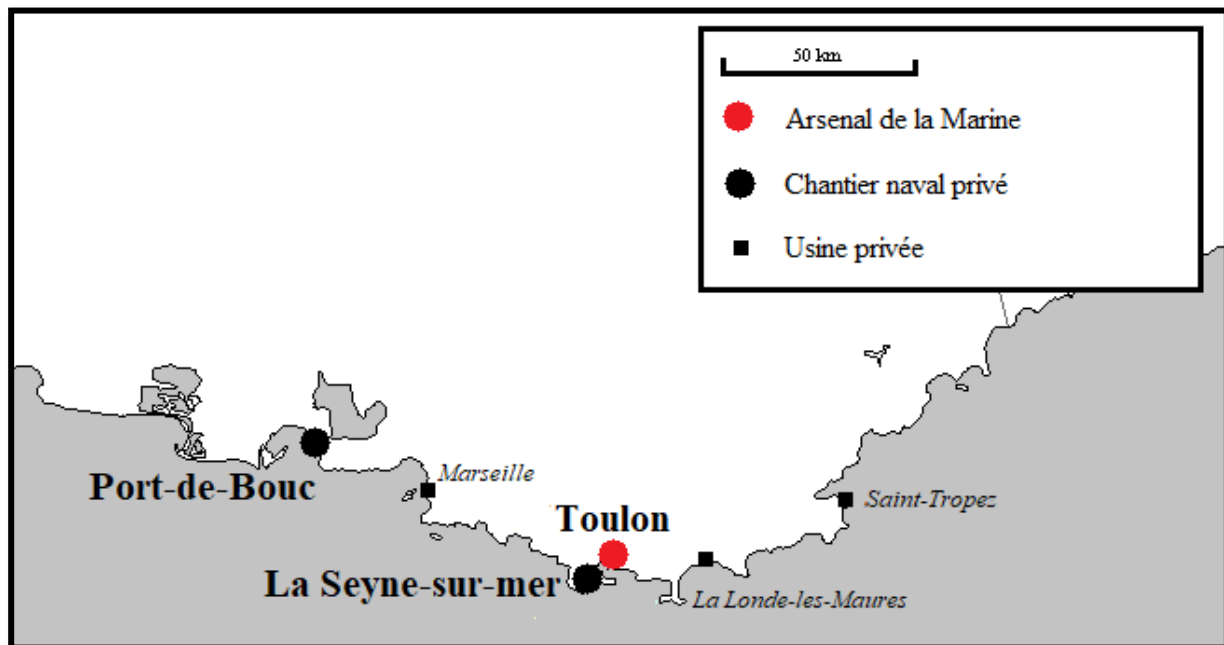 50 km
Arsenal de la Marine
Chantier naval privé
Usine privée
Port-de-Bouc
Marseille
Toulon
Saint-Tropez
La Seyne-sur-mer
La Londe-les-Maures